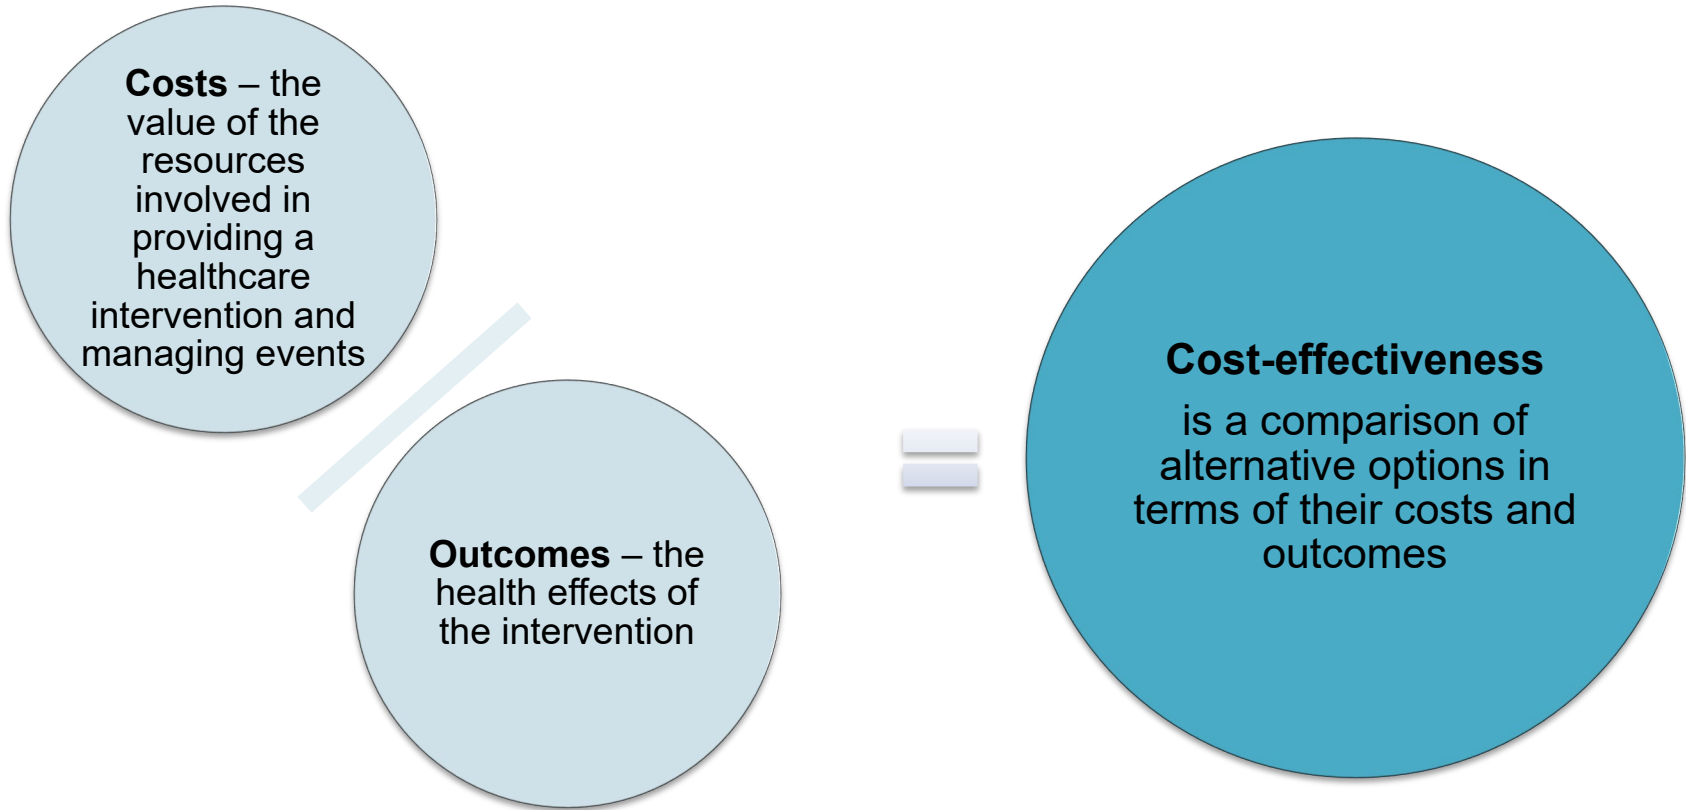 Costs – the
value of the
resources
involved in
providing a
healthcare
intervention and
managing events
Outcomes – the
health effects of
the intervention
Cost-effectiveness
is a comparison of
alternative options in
terms of their costs and
outcomes